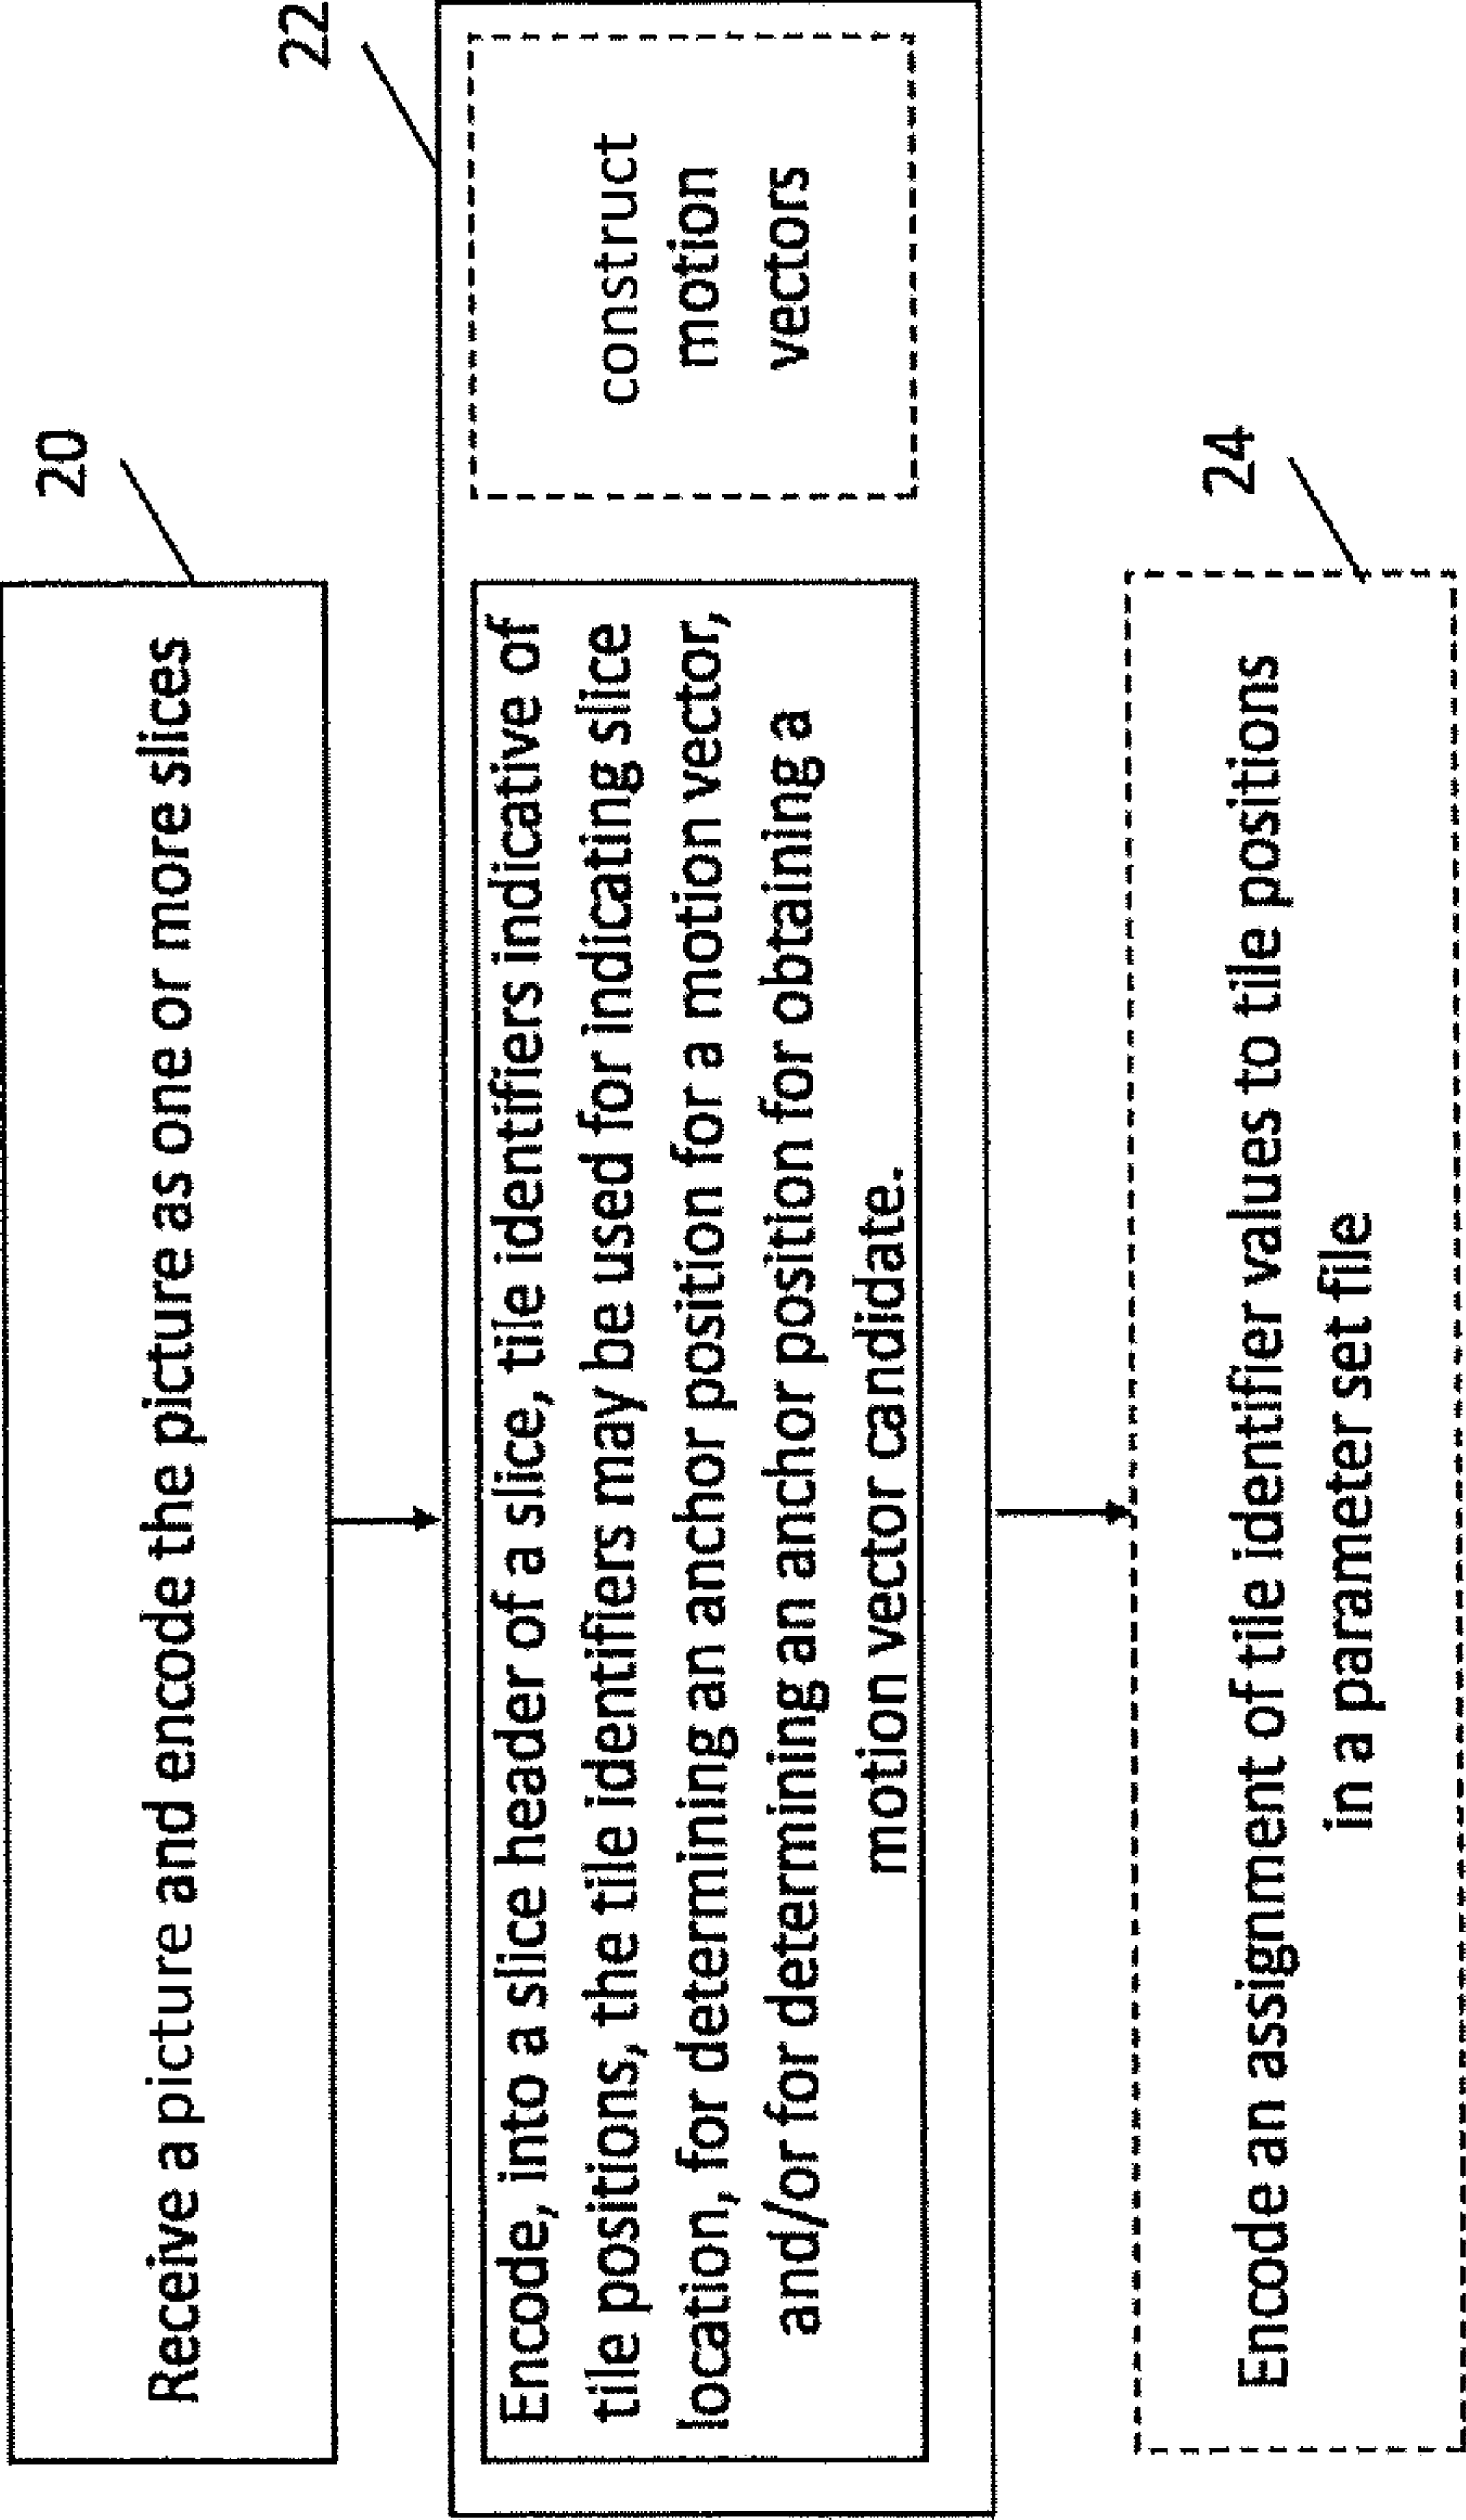 20
Receive a picture and encode the picture as one or more slices
22
Encode, into a slice header of a slice, tile identifiers indicative of
tile positions, the tile identifiers may be used for indicating slice
location, for determining an anchor position for a motion vector,
and/or for determining an anchor position for obtaining a
motion vector candidate.
construct
motion
vectors
24
Encode an assignment of tile identifier values to tile positions
in a parameter set file